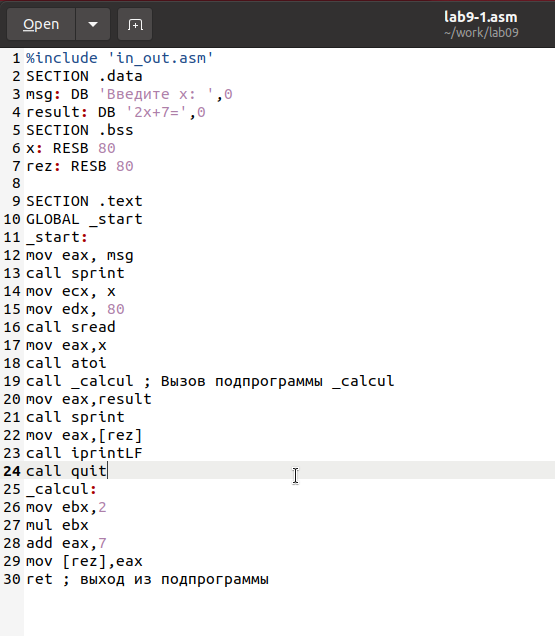 Open
lab9-1.asm
~/work/lab09
1 %include 'in_out.asm'
2 SECTION .data
3 msg: DB 'Введите x: ',0
4 result: DB '2x+7=',0
5 SECTION .bss
6 x: RESB 80
7 rez: RESB 80
8
9 SECTION .text
10 GLOBAL _start
11 _start:
12 mov eax, msg
13 call sprint
14 mov ecx, x
15 mov edx, 80
16 call sread
17 mov eax,x
18 call atoi
19 call _calcul ; Вызов подпрограммы _calcul
20 mov eax,result
21 call sprint
22 mov eax,[rez]
23 call iprintLF
24 call quit
25 _calcul:
26 mov ebx,2
27 mul ebx
28 add eax,7
29 mov [rez],eax
30 ret ; выход из подпрограммы